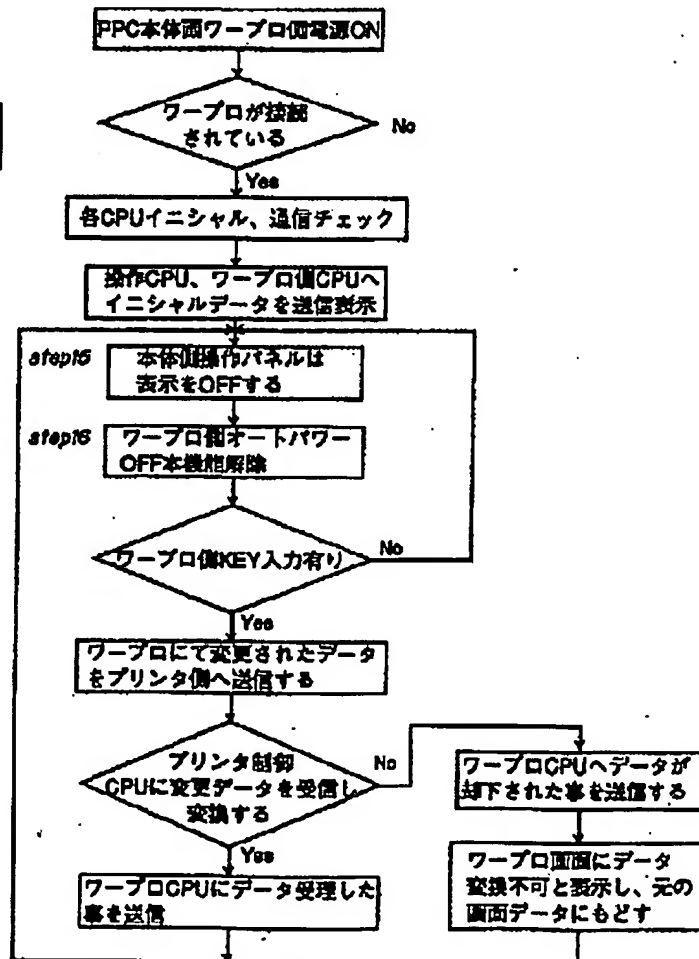 PPC本体面ワープロ側電源ON
ワープロが接続
されている
No
Yes
各CPUイニシャル、通信チェック
操作CPU、ワープロ側CPUへ
イニシャルデータを送信表示
step15
本体側操作パネルは
表示をOFFする
step16
ワープロ側オートパワー
OFF本機能解除
ワープロ側KEY入力有り
No
Yes
ワープロにて変更されたデータ
をプリンタ側へ送信する
プリンタ制御
CPUに変更データを受信し
変換する
No
Yes
ワープロCPUへデータが
却下された事を送信する
ワープロCPUにデータ受理した
事を送信
ワープロ画面にデータ
変換不可と表示し、元の
画面データにもどす